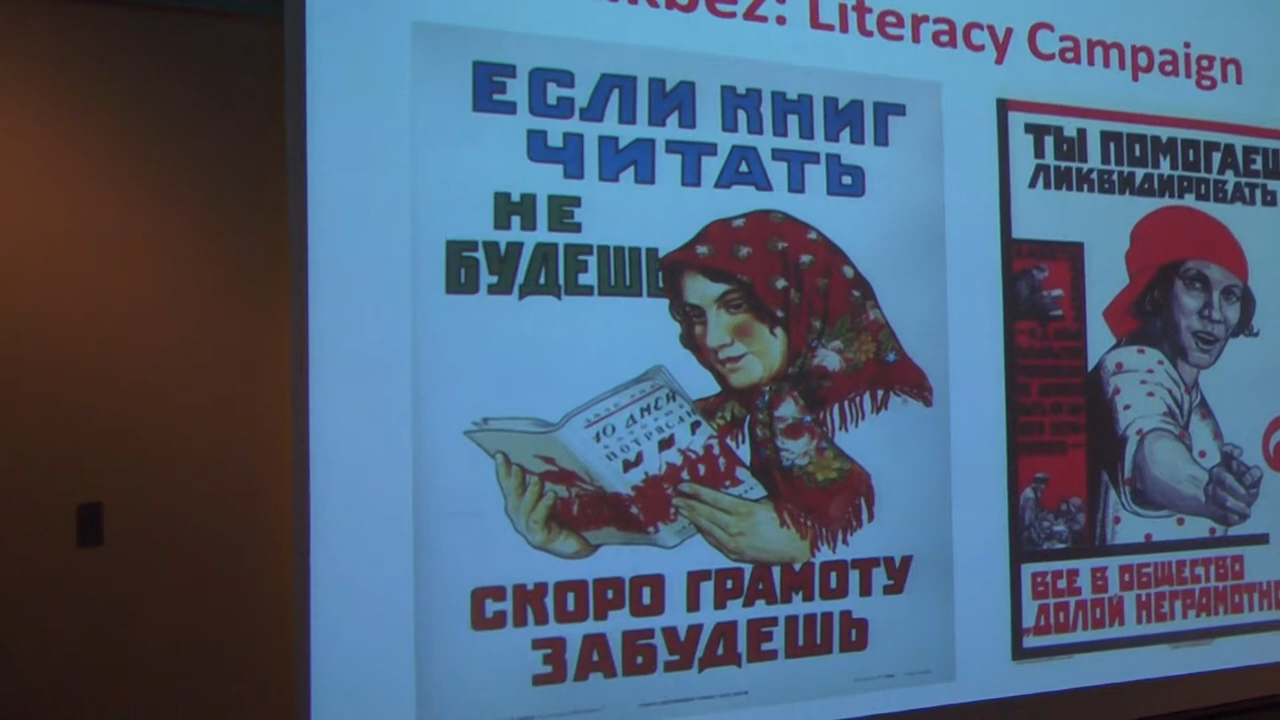 Literacy Campaign
ЕСЛИ КНИГ
ЧИТАТЬ
НЕ
БУДЕШЬ
10 ДНЕЙ
ПОТРЯСЛИ
СКОРО ГРАМОТУ
ЗАБУДЕШЬ
ТЫ ПОМОГАЕШ
ЛИКВИДИРОВАТЬ
ВСЕ В ОБЩЕСТВО
„ДОЛОЙ НЕГРАМОТН